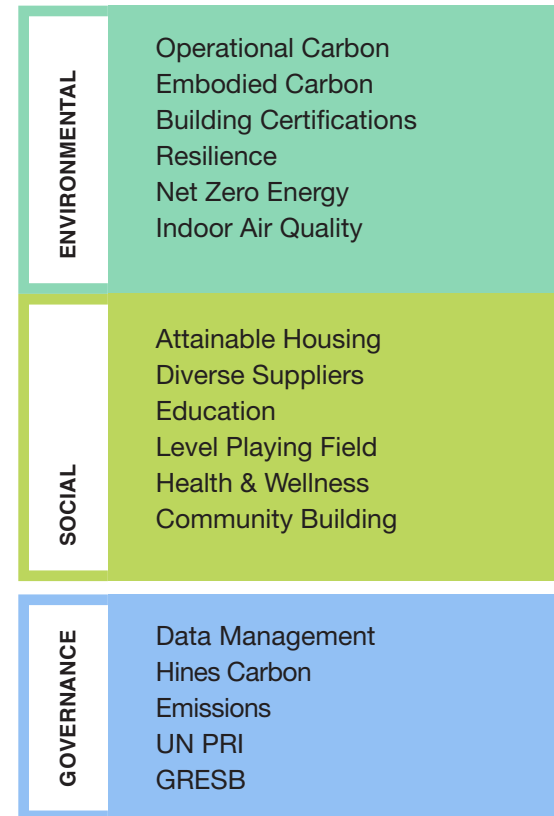 ENVIRONMENTAL
Operational Carbon
Embodied Carbon
Building Certifications
Resilience
Net Zero Energy
Indoor Air Quality
SOCIAL
Attainable Housing
Diverse Suppliers
Education
Level Playing Field
Health & Wellness
Community Building
GOVERNANCE
Data Management
Hines Carbon
Emissions
UN PRI
GRESB